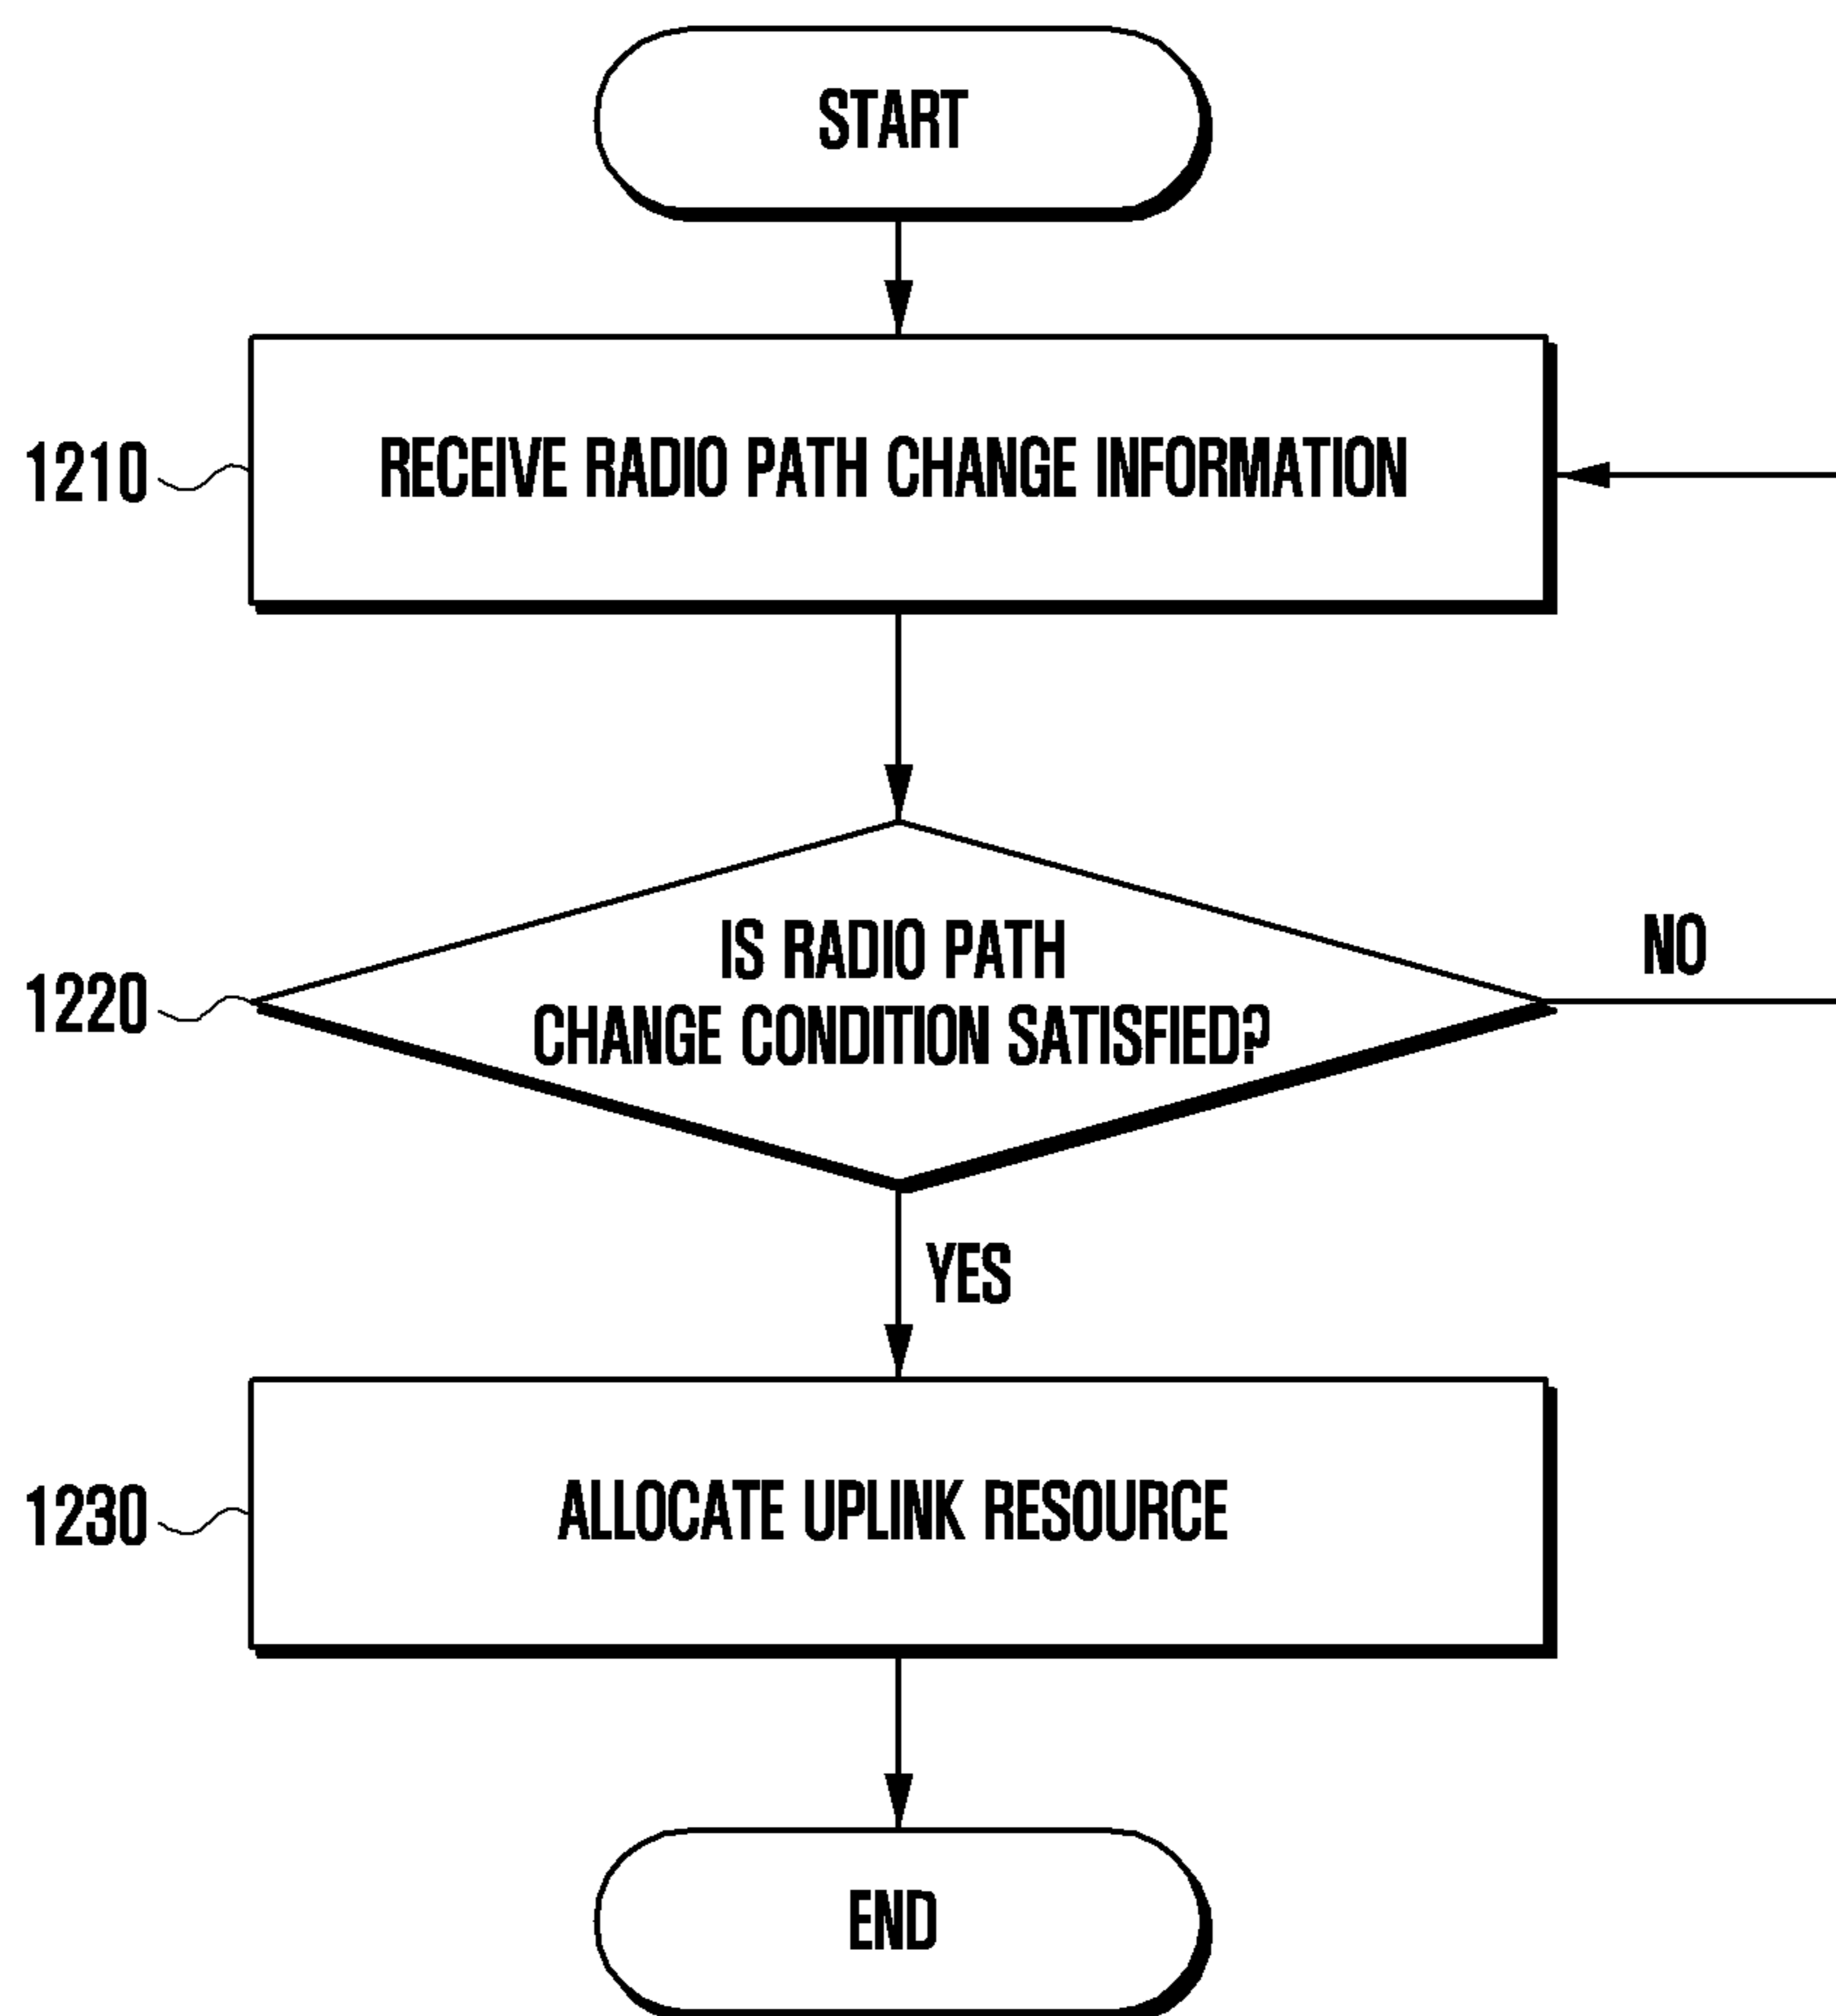 START
1210
RECEIVE RADIO PATH CHANGE INFORMATION
1220
IS RADIO PATH
CHANGE CONDITION SATISFIED?
NO
YES
1230
ALLOCATE UPLINK RESOURCE
END